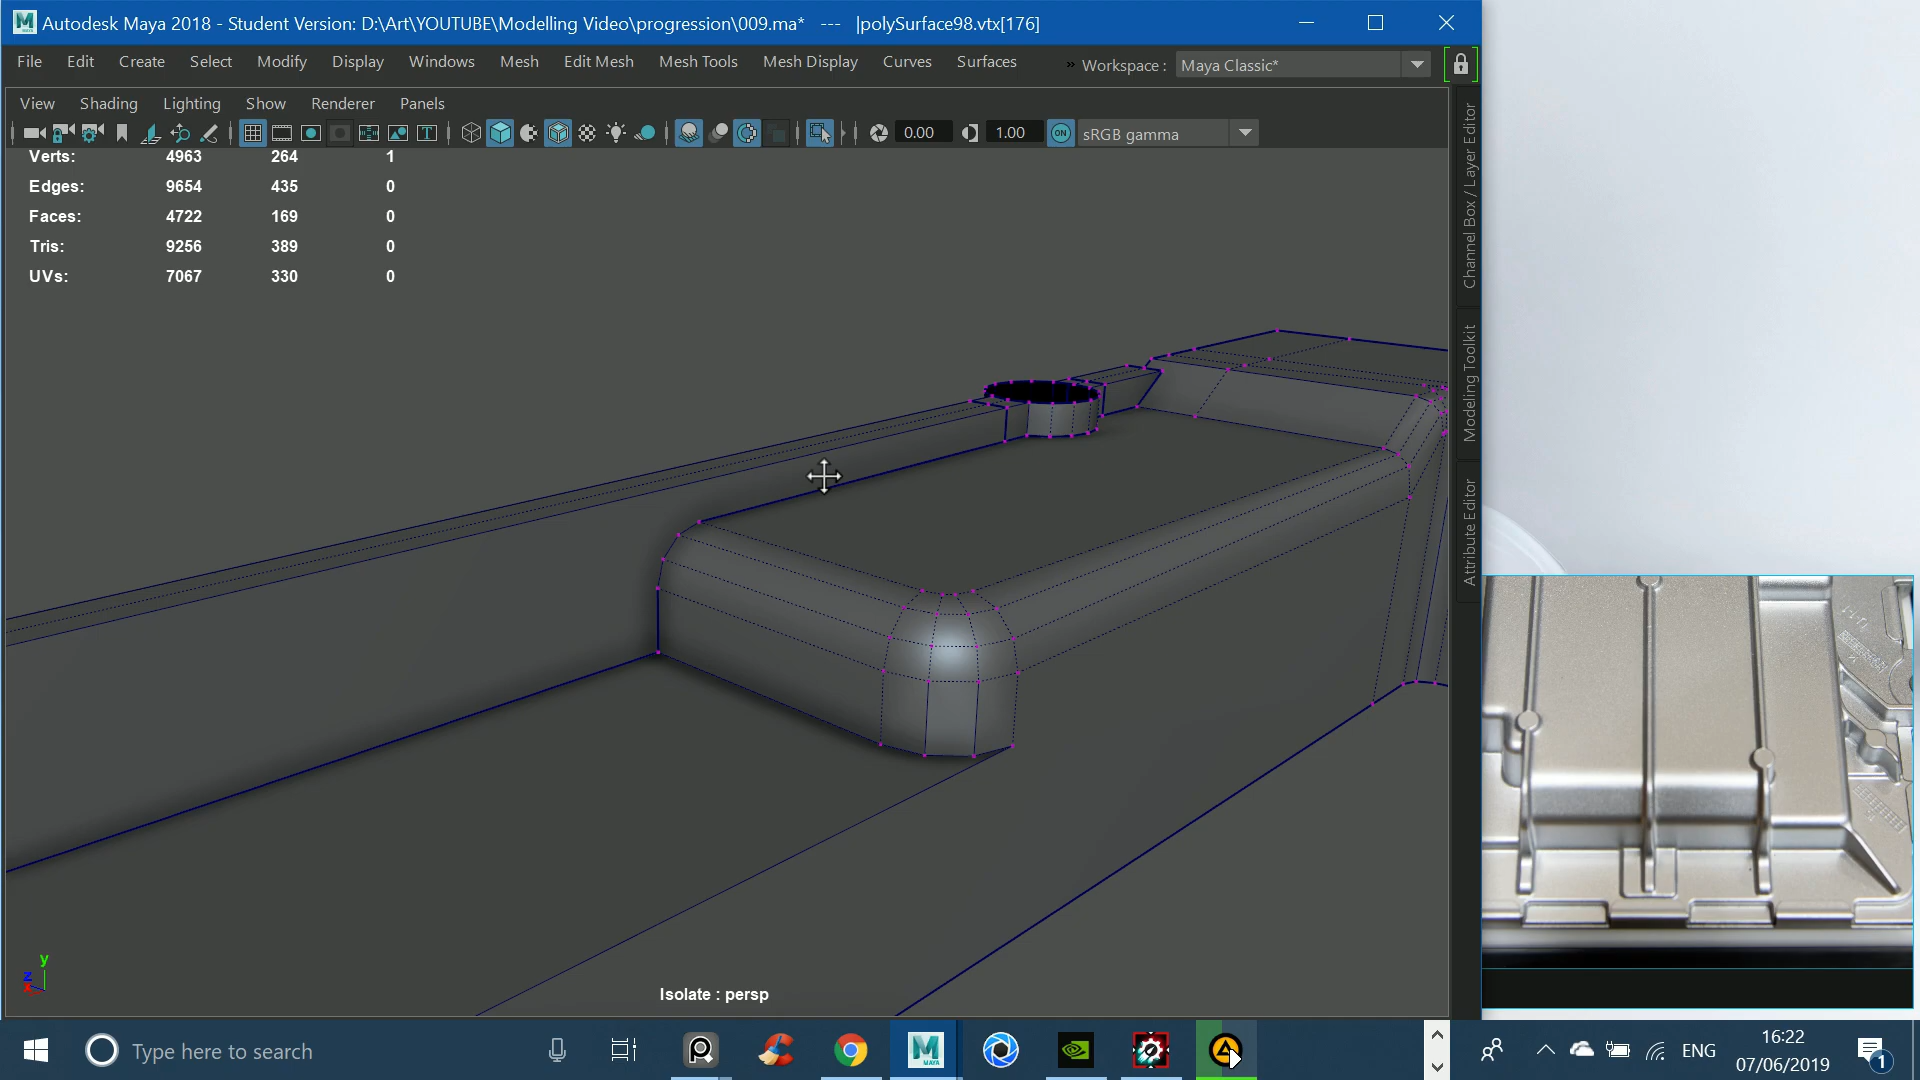 Autodesk Maya 2018 - Student Version: D:\Art\YOUTUBE\Modelling Video\progression\009.ma* --- |polySurface98.vtx[176]
File Edit Create Select Modify Display Windows Mesh Edit Mesh Mesh Tools Mesh Display Curves Surfaces » Workspace : Maya Classic*
View Shading Lighting Show Renderer Panels
0.00 1.00 ON sRGB gamma
Verts: 4963 264 1
Edges: 9654 435 0
Faces: 4722 169 0
Tris: 9256 389 0
UVs: 7067 330 0
Channel Box / Layer Editor
Modeling Toolkit
Attribute Editor
y
z
x
Isolate : persp
Type here to search
MAYA
ENG
16:22
07/06/2019
1